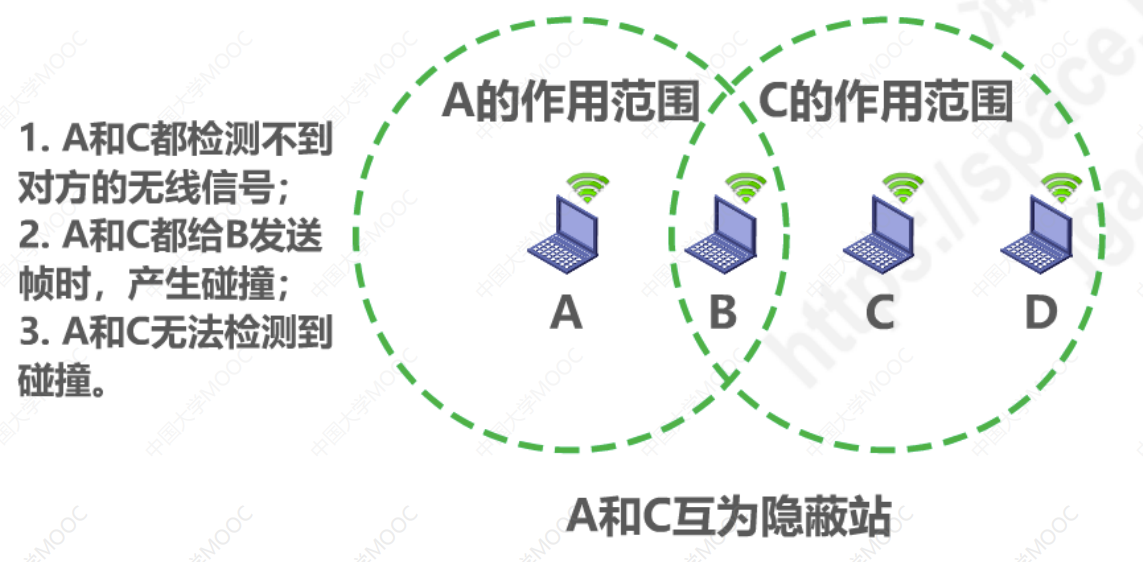 A的作用范围
C的作用范围
1. A和C都检测不到
对方的无线信号；
2. A和C都给B发送
帧时，产生碰撞；
3. A和C无法检测到
碰撞。
A
B
C
D
A和C互为隐蔽站
中国大学MOOC
https://space.